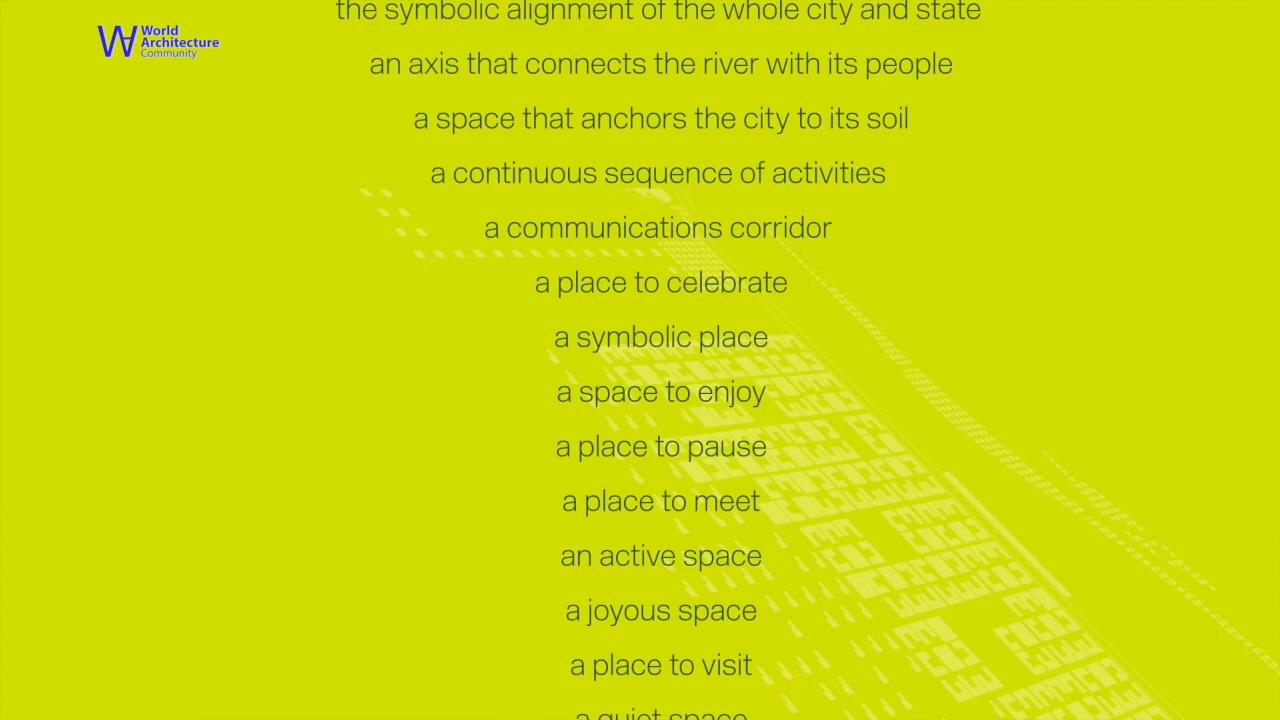 World
Architecture
Community
the symbolic alignment of the whole city and state
an axis that connects the river with its people
a space that anchors the city to its soil
a continuous sequence of activities
a communications corridor
a place to celebrate
a symbolic place
a space to enjoy
a place to pause
a place to meet
an active space
a joyous space
a place to visit
a quiet space